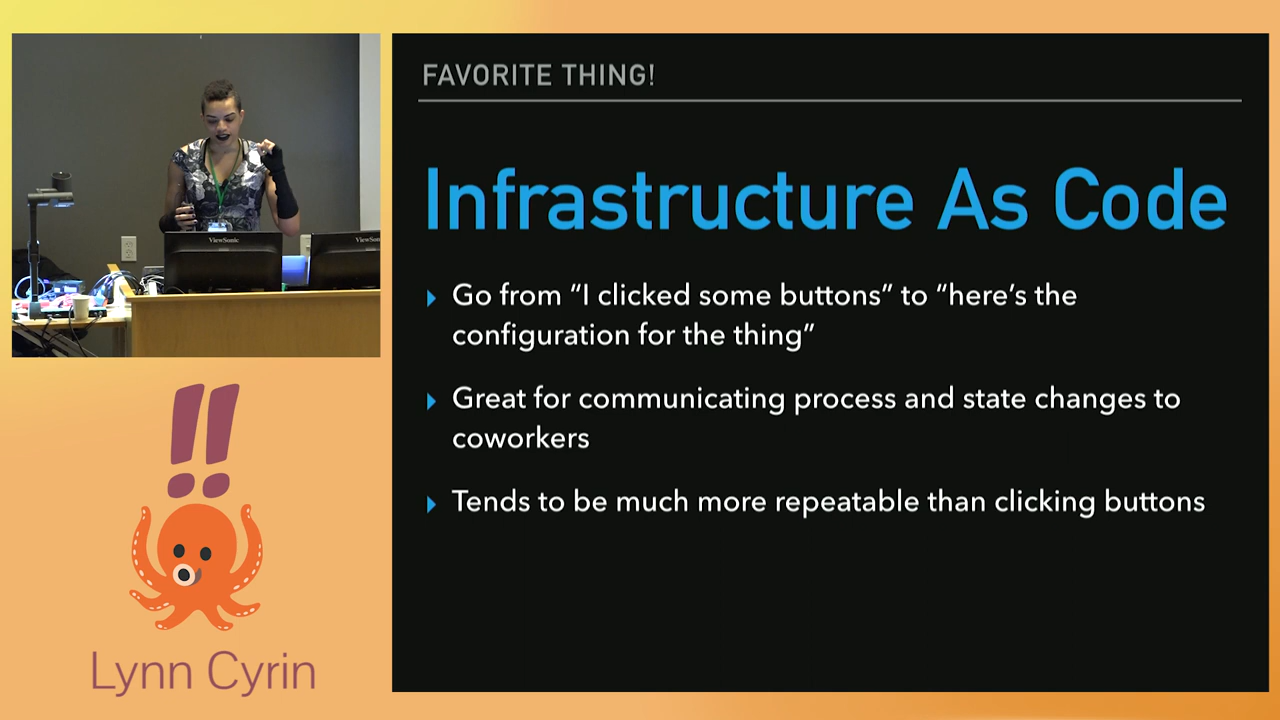 FAVORITE THING!
Infrastructure As Code
Go from “I clicked some buttons” to “here’s the
configuration for the thing”
Great for communicating process and state changes to
coworkers
Tends to be much more repeatable than clicking buttons
ViewSonic
ViewSon
!!
Lynn Cyrin